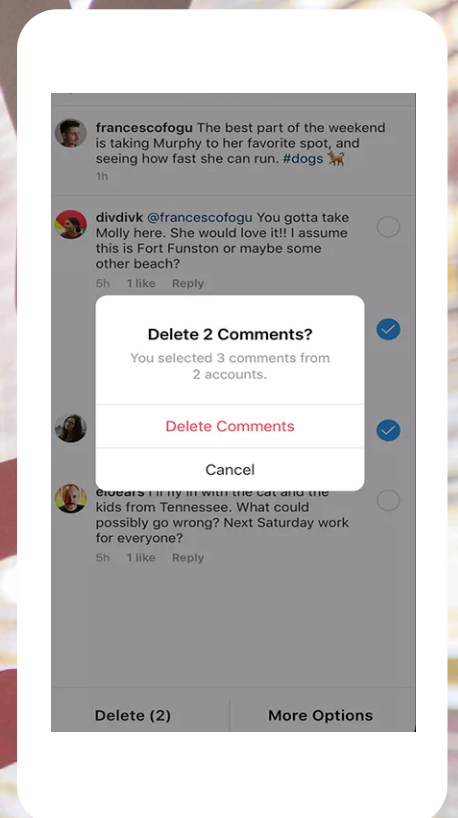 francescofogu The best part of the weekend
is taking Murphy to her favorite spot, and
seeing how fast she can run. #dogs 🐕
1h
divdivk @francescofogu You gotta take
Molly here. She would love it!! I assume
this is Fort Funston or maybe some
other beach?
5h 1 like Reply
Delete 2 Comments?
You selected 3 comments from
2 accounts.
Delete Comments
Cancel
eloears I'll fly in with the cat and the
kids from Tennessee. What could
possibly go wrong? Next Saturday work
for everyone?
5h 1 like Reply
Delete (2) More Options